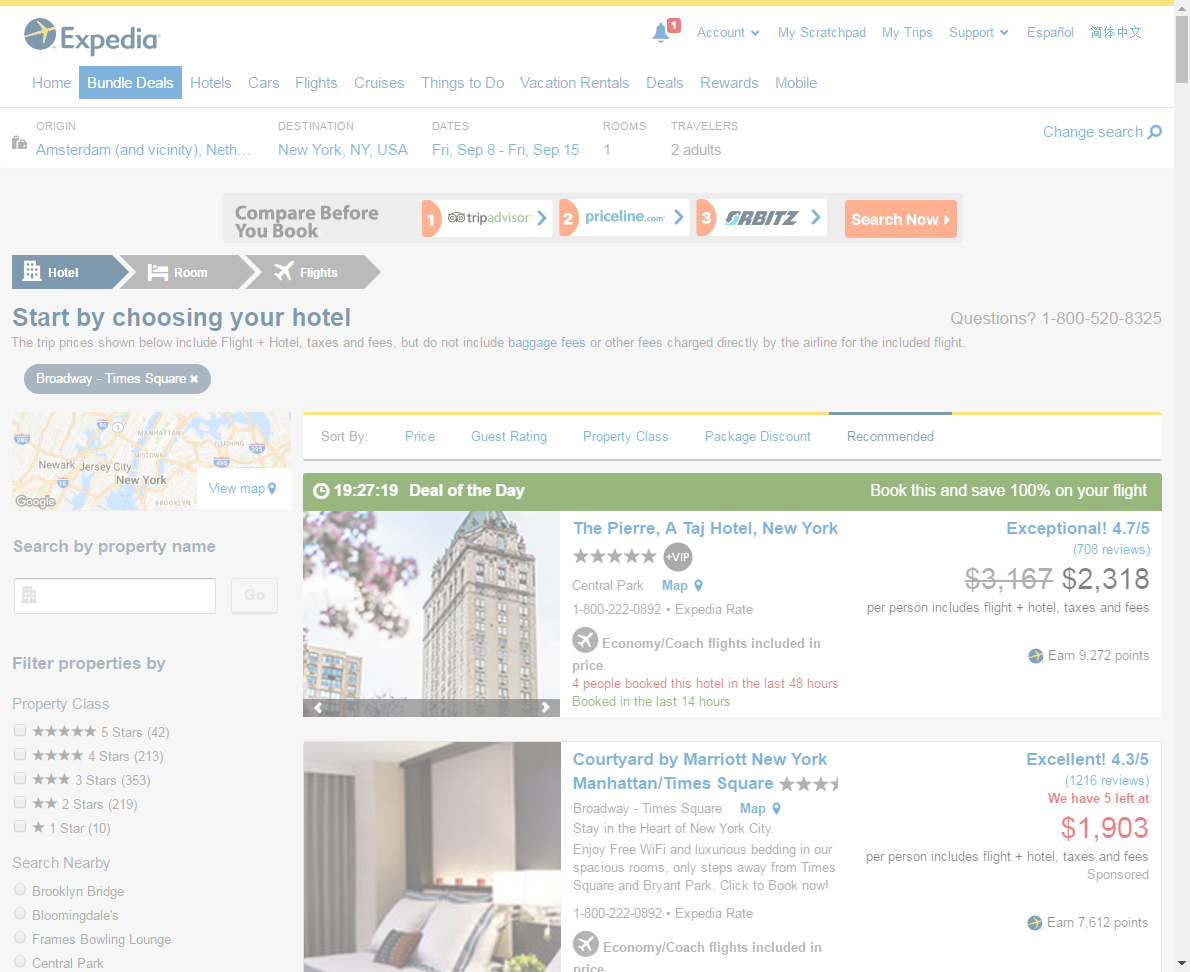 Expedia
1
Account
My Scratchpad
My Trips
Support
Español
简体中文
Home
Bundle Deals
Hotels
Cars
Flights
Cruises
Things to Do
Vacation Rentals
Deals
Rewards
Mobile
ORIGIN
Amsterdam (and vicinity), Neth...
DESTINATION
New York, NY, USA
DATES
Fri, Sep 8 - Fri, Sep 15
ROOMS
1
TRAVELERS
2 adults
Change search
Compare Before
You Book
1 tripadvisor
2 priceline.com
3 ORBITZ
Search Now
Hotel
Room
Flights
Start by choosing your hotel
Questions? 1-800-520-8325
The trip prices shown below include Flight + Hotel, taxes and fees, but do not include baggage fees or other fees charged directly by the airline for the included flight.
Broadway - Times Square ×
280
95
3
MANHATTAN
FLUSHING
MIDTOWN
495
295
Newark
Jersey City
78
New York
BROOKLYN
Google
View map
Sort By:
Price
Guest Rating
Property Class
Package Discount
Recommended
19:27:19 Deal of the Day
Book this and save 100% on your flight
Search by property name
Go
Filter properties by
Property Class
★★★★★ 5 Stars (42)
★★★★ 4 Stars (213)
★★★ 3 Stars (353)
★★ 2 Stars (219)
★ 1 Star (10)
Search Nearby
Brooklyn Bridge
Bloomingdale's
Frames Bowling Lounge
Central Park
The Pierre, A Taj Hotel, New York
★★★★★ +VIP
Central Park Map
1-800-222-0892 • Expedia Rate
Economy/Coach flights included in
price
4 people booked this hotel in the last 48 hours
Booked in the last 14 hours
Exceptional! 4.7/5
(708 reviews)
$3,167 $2,318
per person includes flight + hotel, taxes and fees
Earn 9,272 points
Courtyard by Marriott New York
Manhattan/Times Square
Broadway - Times Square Map
Stay in the Heart of New York City.
Enjoy Free WiFi and luxurious bedding in our
spacious rooms, only steps away from Times
Square and Bryant Park. Click to Book now!
1-800-222-0892 • Expedia Rate
Economy/Coach flights included in
price
Excellent! 4.3/5
(1216 reviews)
We have 5 left at
$1,903
per person includes flight + hotel, taxes and fees
Sponsored
Earn 7,612 points